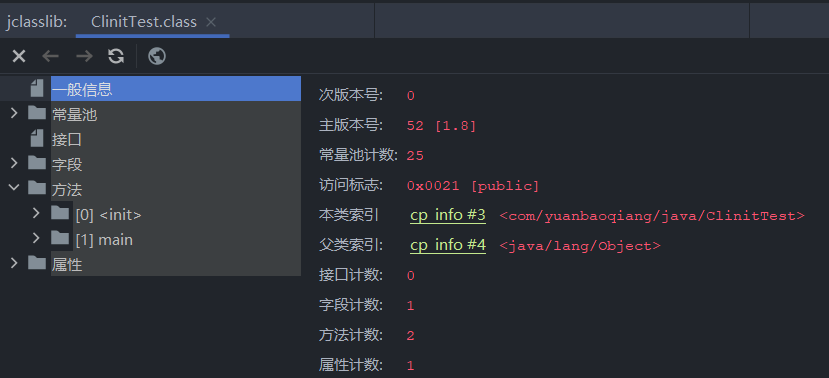 jclasslib: ClinitTest.class
一般信息
常量池
接口
字段
方法
[0] <init>
[1] main
属性
次版本号: 0
主版本号: 52 [1.8]
常量池计数: 25
访问标志: 0x0021 [public]
本类索引 cp_info #3 <com/yuanbaoqiang/java/ClinitTest>
父类索引: cp_info #4 <java/lang/Object>
接口计数: 0
字段计数: 1
方法计数: 2
属性计数: 1